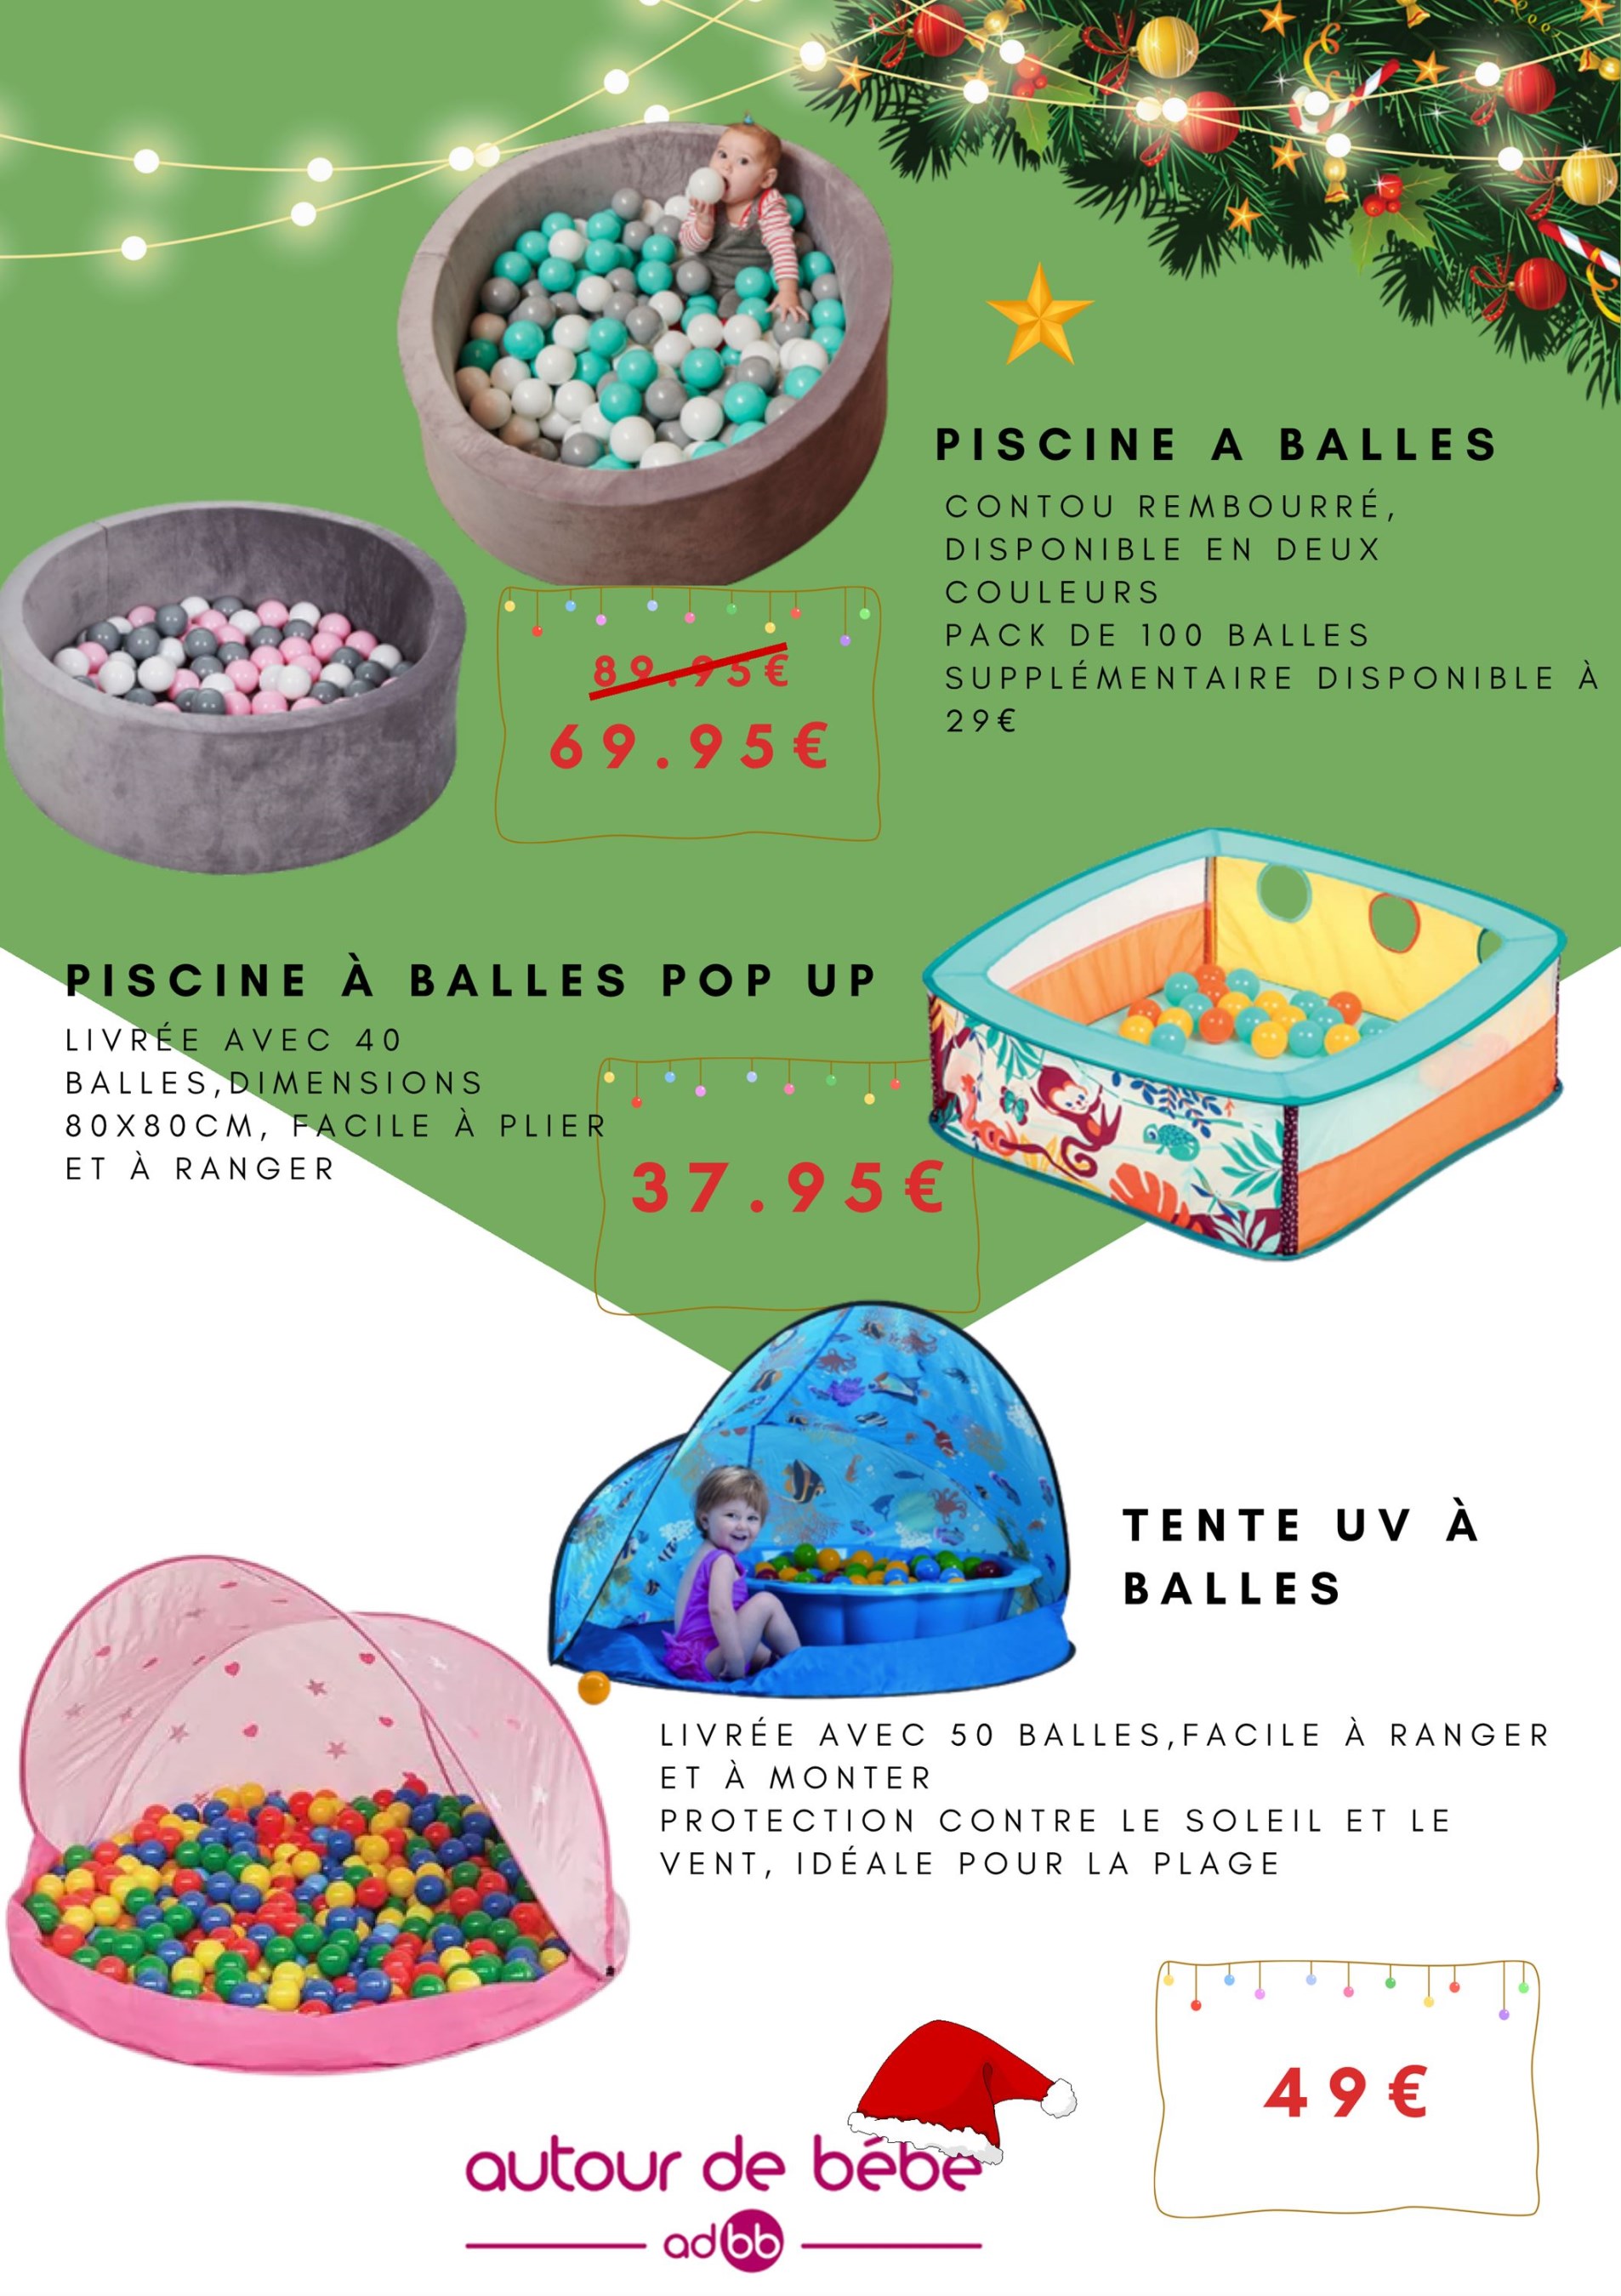 PISCINE A BALLES
CONTOU REMBOURRÉ,
DISPONIBLE EN DEUX
COULEURS
PACK DE 100 BALLES
SUPPLÉMENTAIRE DISPONIBLE À
29€
89.95€
69.95€
PISCINE À BALLES POP UP
LIVRÉE AVEC 40
BALLES,DIMENSIONS
80X80CM, FACILE À PLIER
ET À RANGER
37.95€
TENTE UV À
BALLES
LIVRÉE AVEC 50 BALLES,FACILE À RANGER
ET À MONTER
PROTECTION CONTRE LE SOLEIL ET LE
VENT, IDÉALE POUR LA PLAGE
49€
autour de bébé
adbb